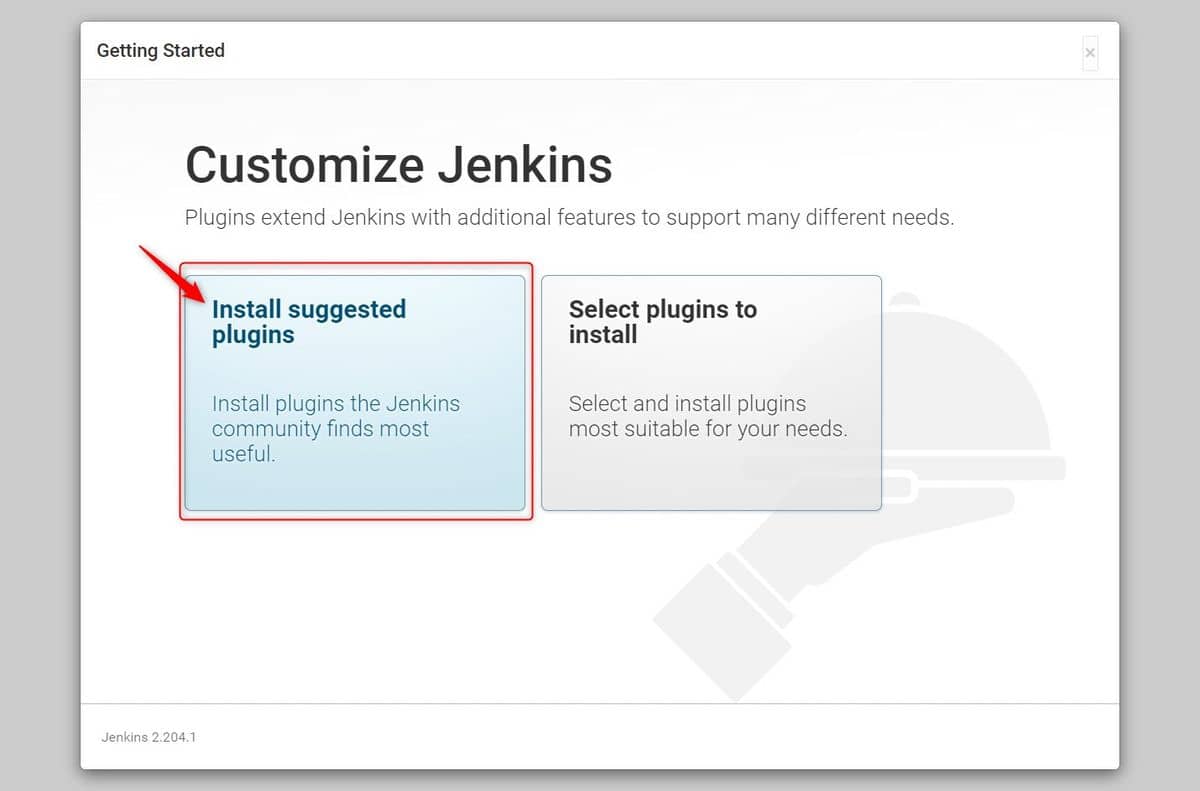 Getting Started
×
Customize Jenkins
Plugins extend Jenkins with additional features to support many different needs.
Install suggested
plugins
Install plugins the Jenkins
community finds most
useful.
Select plugins to
install
Select and install plugins
most suitable for your needs.
Jenkins 2.204.1